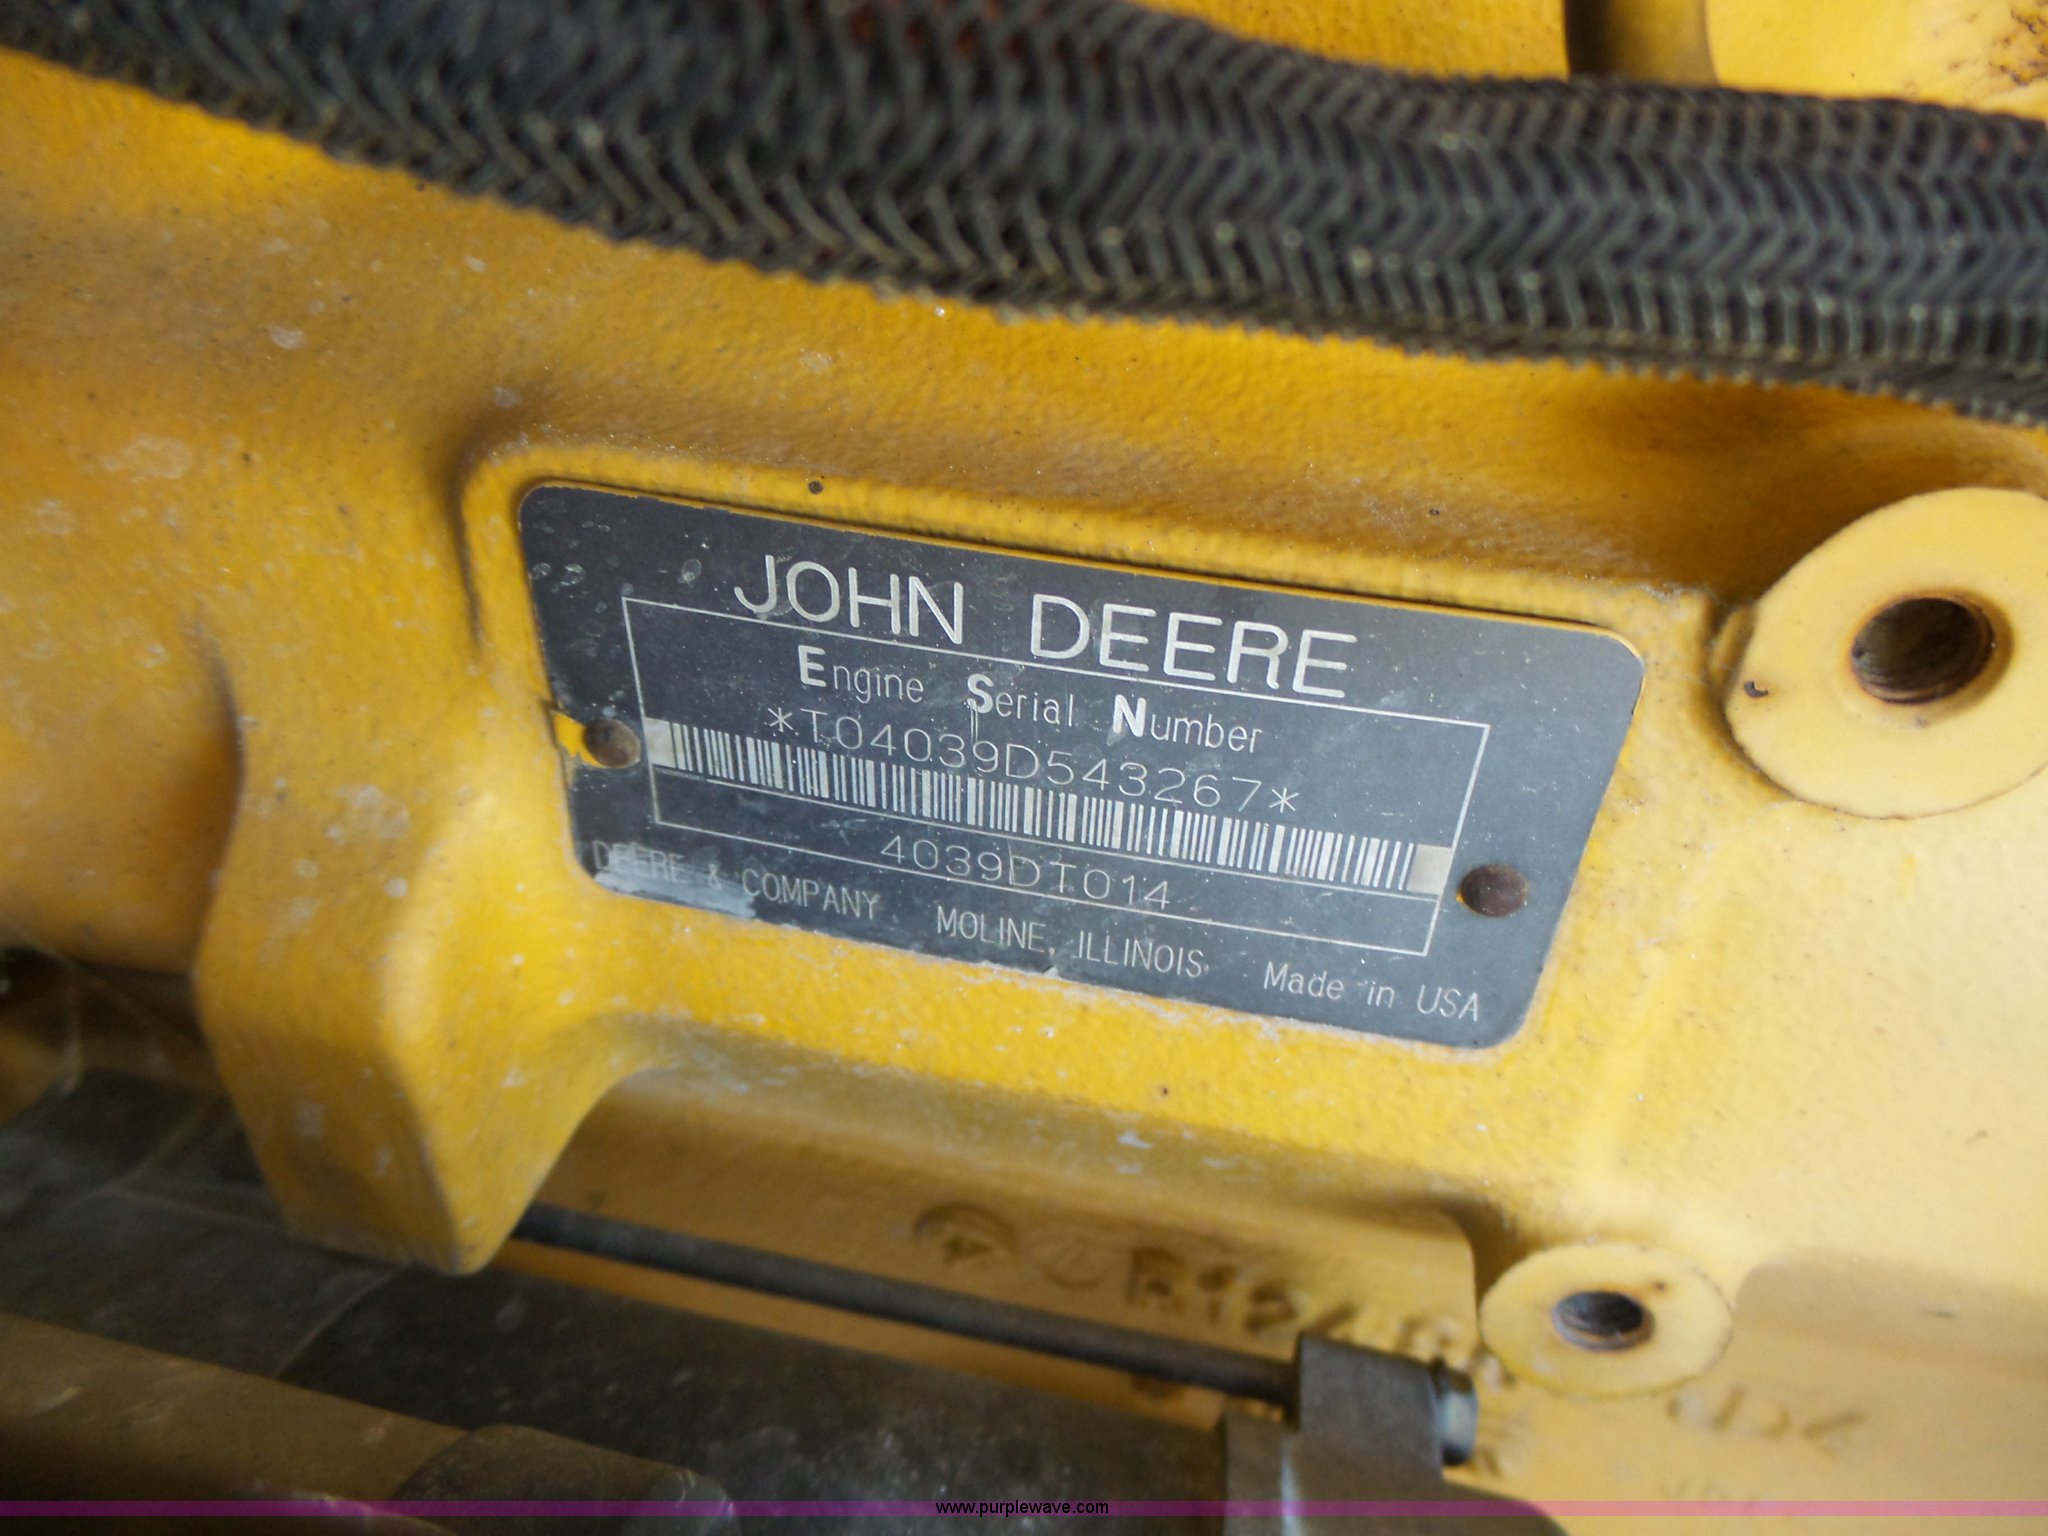 JOHN DEERE
Engine Serial Number
*T04039D543267*
4039DT014
DEERE & COMPANY MOLINE, ILLINOIS Made in USA
www.purplewave.com